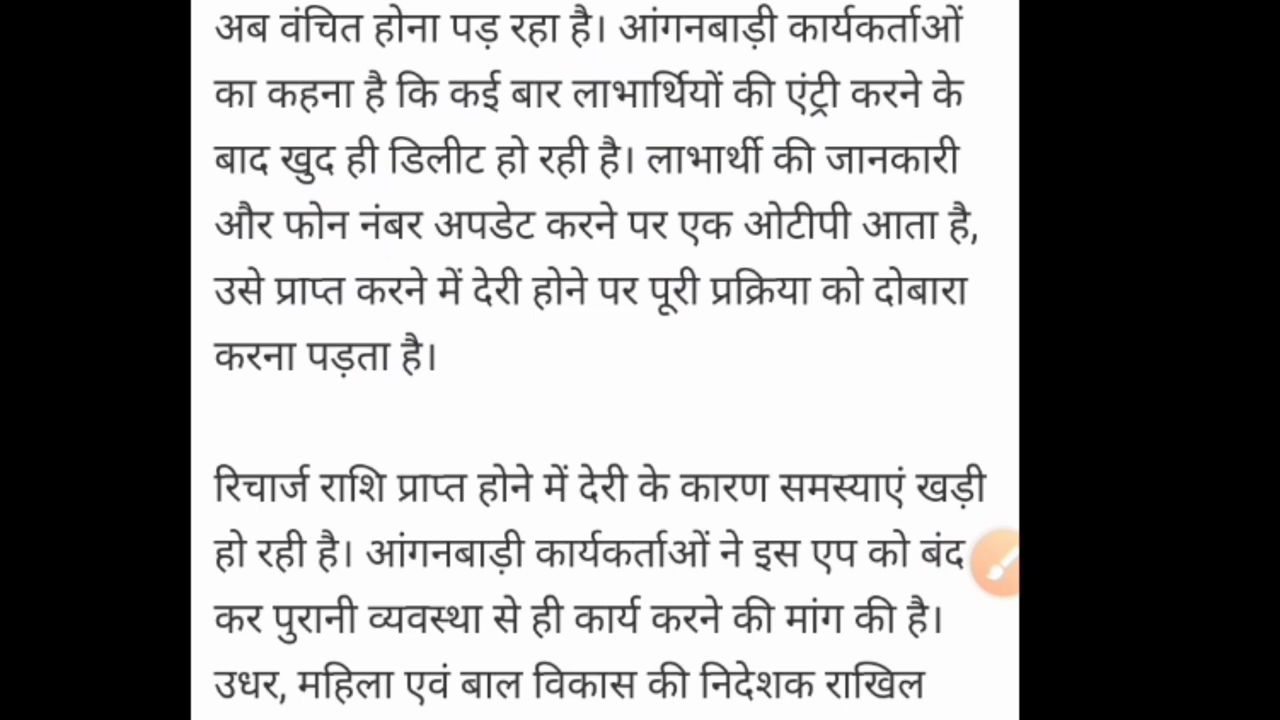 अब वंचित होना पड़ रहा है। आंगनबाड़ी कार्यकर्ताओं
का कहना है कि कई बार लाभार्थियों की एंट्री करने के
बाद खुद ही डिलीट हो रही है। लाभार्थी की जानकारी
और फोन नंबर अपडेट करने पर एक ओटीपी आता है,
उसे प्राप्त करने में देरी होने पर पूरी प्रक्रिया को दोबारा
करना पड़ता है।
रिचार्ज राशि प्राप्त होने में देरी के कारण समस्याएं खड़ी
हो रही है। आंगनबाड़ी कार्यकर्ताओं ने इस एप को बंद
कर पुरानी व्यवस्था से ही कार्य करने की मांग की है।
उधर, महिला एवं बाल विकास की निदेशक राखिल